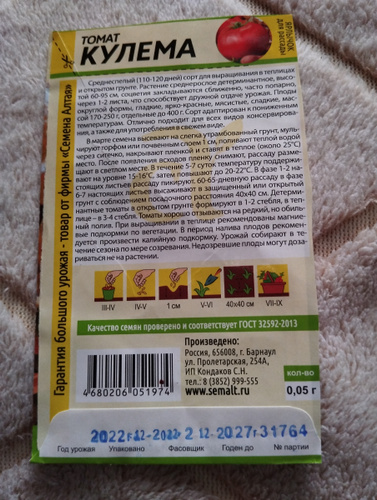 ТОМАТ
КУЛЕМА
ЯРЛЫЧОК
для рассады
Среднеспелый (110-120 дней) сорт для выращивания в теплицах
и открытом грунте. Растение среднерослое детерминантное, высо-
той 60-95 см, соцветия закладываются сближенно, часто попарно,
через 1-2 листа, что способствует дружной отдаче урожая. Плоды
округлой формы, гладкие, ярко-красные, мясистые, сладкие, мас-
сой 170-250 г, отдельные до 400 г. Сорт адаптирован к пониженным
температурам. Отлично подходит для всех видов консервирова-
ния, а также для употребления в свежем виде.
В марте семена высевают на слегка утрамбованный грунт, муль-
чируют торфом или почвенным слоем 1 см, поливают теплой водой
через ситечко, накрывают пленкой и ставят в теплое (около 25°С)
место. После появления всходов пленку снимают, рассаду разме-
щают в светлом месте. В течение 5-7 суток температуру поддержи-
вают на уровне 15-16°С, затем повышают до 20-22°С. В фазе 1-2 на-
стоящих листьев рассаду пикируют, 60-65-дневную рассаду в фазе
6-7 настоящих листьев высаживают в защищенный или открытый
грунт с соблюдением посадочного расстояния 40х40 см. Детерми-
нантные томаты в открытом грунте формируют в 1-2 стебля, в теп-
лице – в 3-4 стебля. Томаты хорошо отзываются на редкий, но обиль-
ный полив. При выращивании в теплице рекомендованы магние-
вые подкормки по вегетации. В период налива плодов рекоменду-
ется произвести калийную подкормку. Урожай собирают в те-
чение сезона по мере созревания. Недозревшие плоды могут доза-
риваться не на растении.
Гарантия большого урожая - товар от фирмы «Семена Алтая»
III-IV
IV-V
1 см
V-VI
40х40 см
VII-IX
Качество семян проверено и соответствует ГОСТ 32592-2013
4680206051974
Произведено:
Россия, 656008, г. Барнаул
ул. Пролетарская, 254А,
ИП Кондаков С.Н.
тел.: 8 (3852) 999-555
www.semalt.ru
кол-во
0,05 г
2022г 12-2022 2 12-2027г 31764
Год урожая Упаковано Фасовщик Годен до № партии